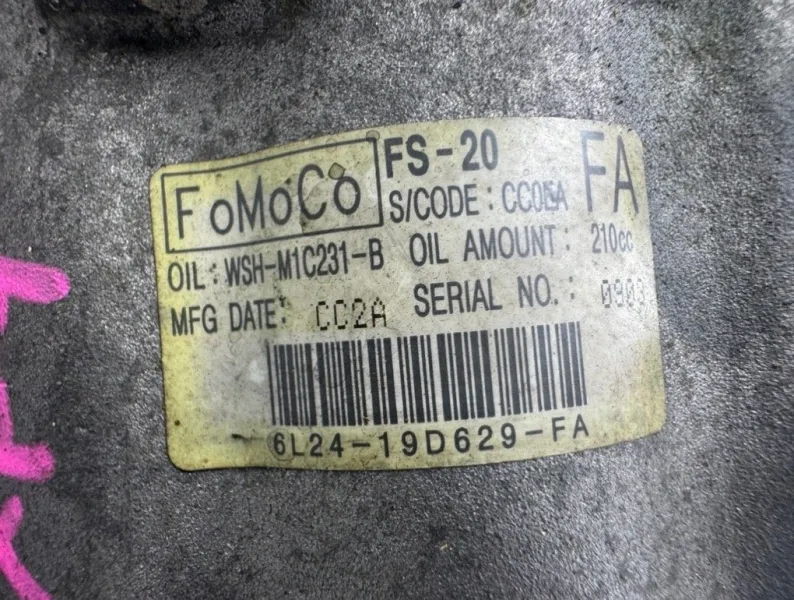 FoMoCo FS-20 FA
S/CODE :
OIL : WSH-M1C231-B OIL AMOUNT : 210cc
MFG DATE: CC2A SERIAL NO. : 0903
6L24-19D629-FA